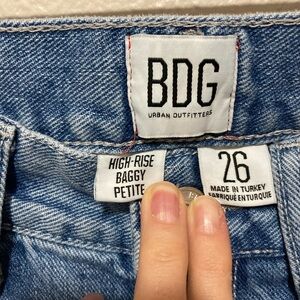 BDG
URBAN OUTFITTERS
HIGH-RISE
BAGGY
PETITE
26
MADE IN TURKEY
FABRIQUÉ EN TURQUIE